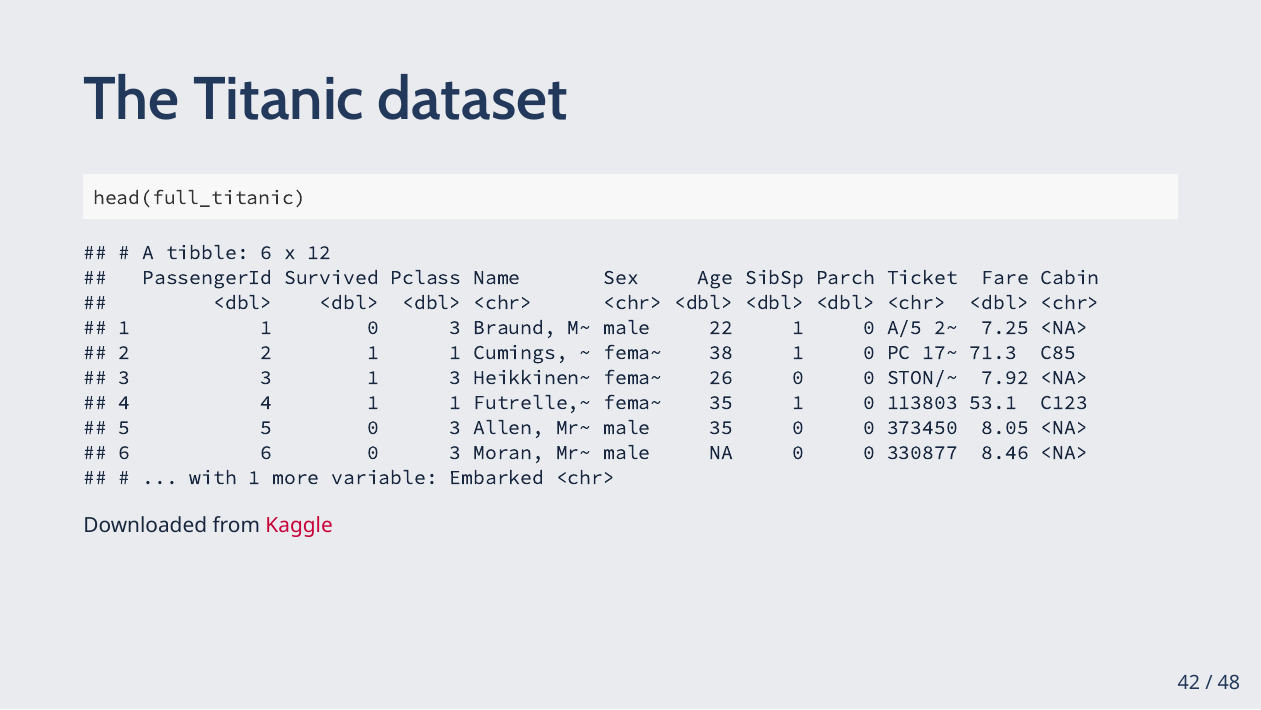 The Titanic dataset
head(full_titanic)
## # A tibble: 6 x 12
##   PassengerId Survived Pclass Name       Sex     Age SibSp Parch Ticket  Fare Cabin
##         <dbl>    <dbl>  <dbl> <chr>      <chr> <dbl> <dbl> <dbl> <chr>  <dbl> <chr>
## 1           1        0      3 Braund, M~ male     22     1     0 A/5 2~  7.25 <NA>
## 2           2        1      1 Cumings, ~ fema~    38     1     0 PC 17~ 71.3  C85
## 3           3        1      3 Heikkinen~ fema~    26     0     0 STON/~  7.92 <NA>
## 4           4        1      1 Futrelle,~ fema~    35     1     0 113803 53.1  C123
## 5           5        0      3 Allen, Mr~ male     35     0     0 373450  8.05 <NA>
## 6           6        0      3 Moran, Mr~ male     NA     0     0 330877  8.46 <NA>
## # ... with 1 more variable: Embarked <chr>
Downloaded from Kaggle
42 / 48